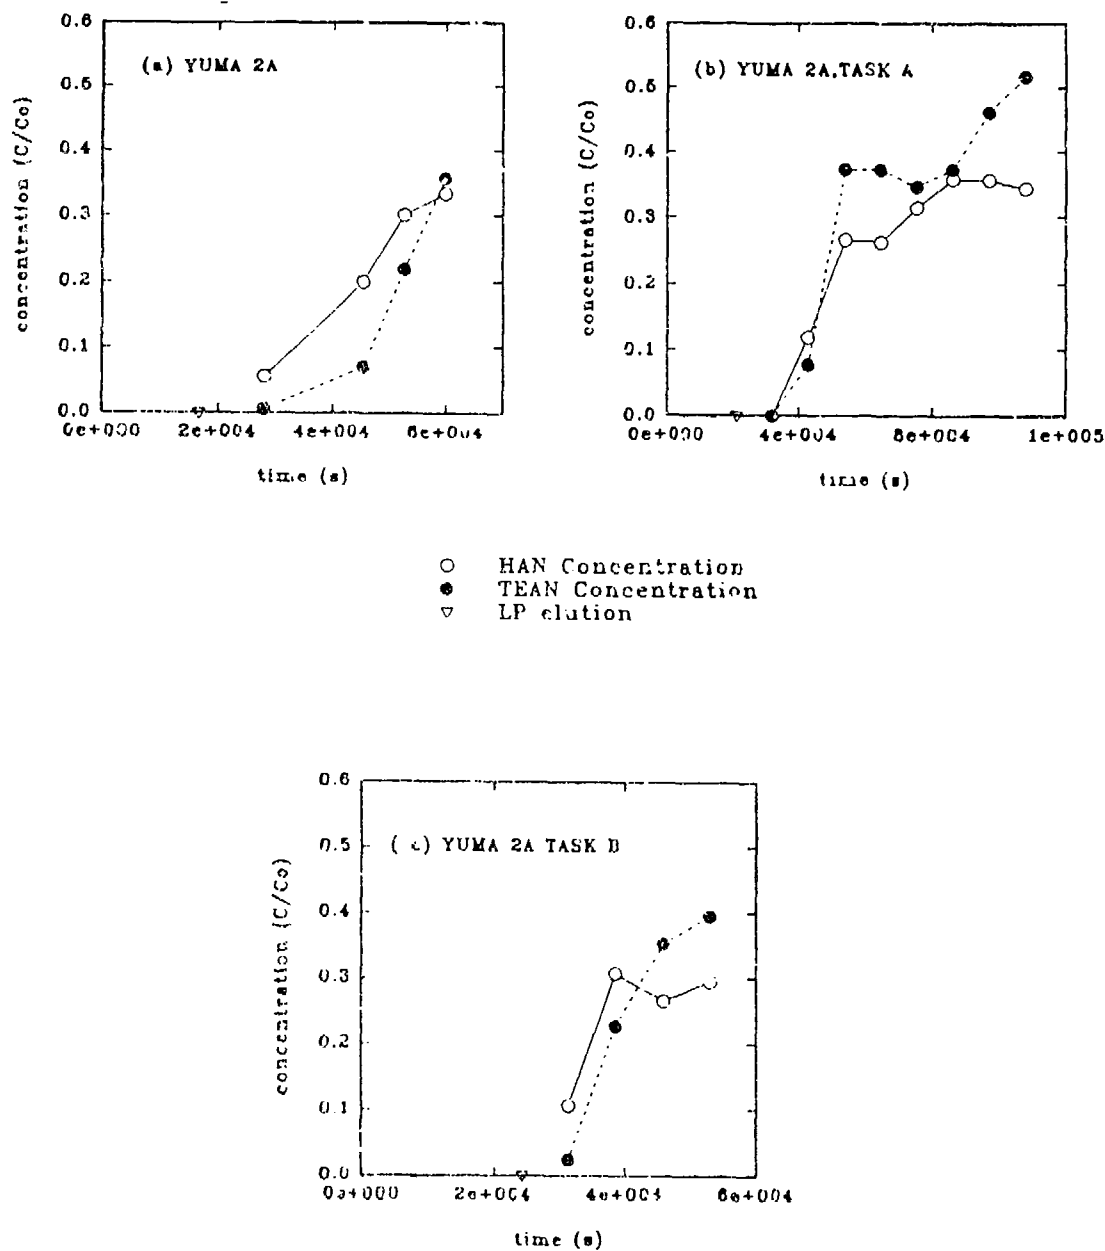 (a) YUMA 2A
0.6
0.5
0.4
0.3
0.2
0.1
0.0
concentration (C/Co)
0e+000 2e+004 4e+004 6e+004
time (s)
(b) YUMA 2A,TASK A
0.6
0.5
0.4
0.3
0.2
0.1
0.0
concentration (C/Co)
0e+000 4e+004 8e+004 1e+005
time (s)
HAN Concentration
TEAN Concentration
LP elution
(c) YUMA 2A TASK B
0.6
0.5
0.4
0.3
0.2
0.1
0.0
concentration (C/Co)
0e+000 2e+004 4e+004 6e+004
time (s)